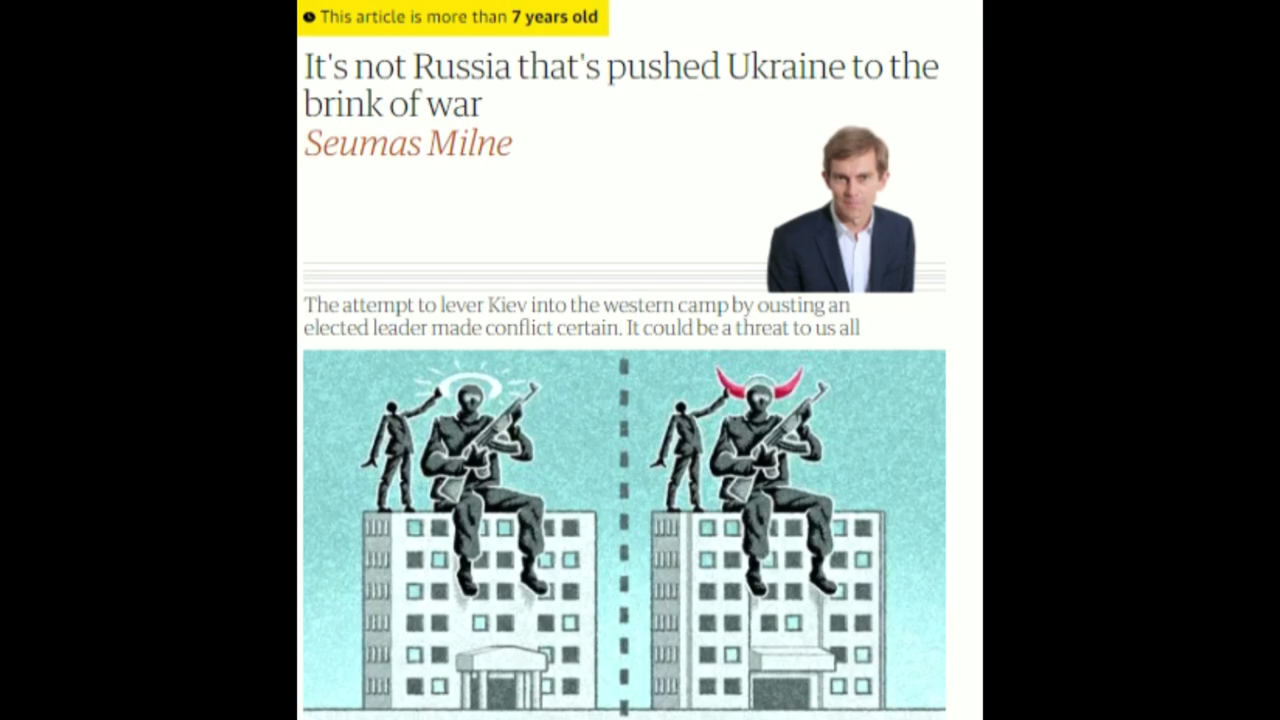 This article is more than 7 years old
It's not Russia that's pushed Ukraine to the
brink of war
Seumas Milne
The attempt to lever Kiev into the western camp by ousting an
elected leader made conflict certain. It could be a threat to us all